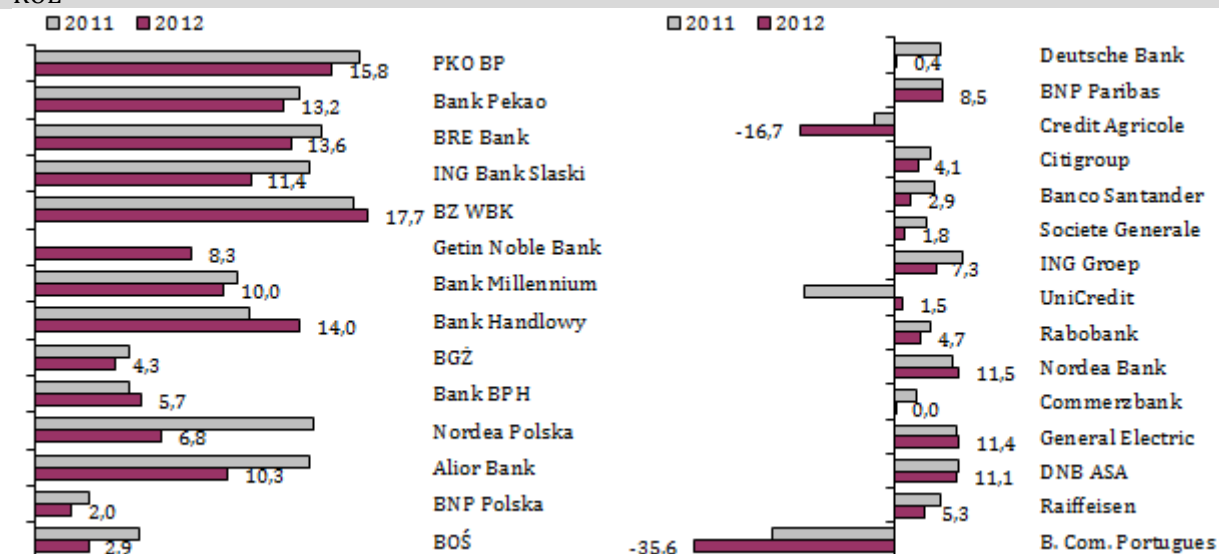 2011 2012
15,8 PKO BP
13,2 Bank Pekao
13,6 BRE Bank
11,4 ING Bank Slaski
17,7 BZ WBK
8,3 Getin Noble Bank
10,0 Bank Millennium
14,0 Bank Handlowy
4,3 BGŻ
5,7 Bank BPH
6,8 Nordea Polska
10,3 Alior Bank
2,0 BNP Polska
2,9 BOŚ
2011 2012
0,4 Deutsche Bank
8,5 BNP Paribas
-16,7 Credit Agricole
4,1 Citigroup
2,9 Banco Santander
1,8 Societe Generale
7,3 ING Groep
1,5 UniCredit
4,7 Rabobank
11,5 Nordea Bank
0,0 Commerzbank
11,4 General Electric
11,1 DNB ASA
5,3 Raiffeisen
-35,6 B. Com. Portugues